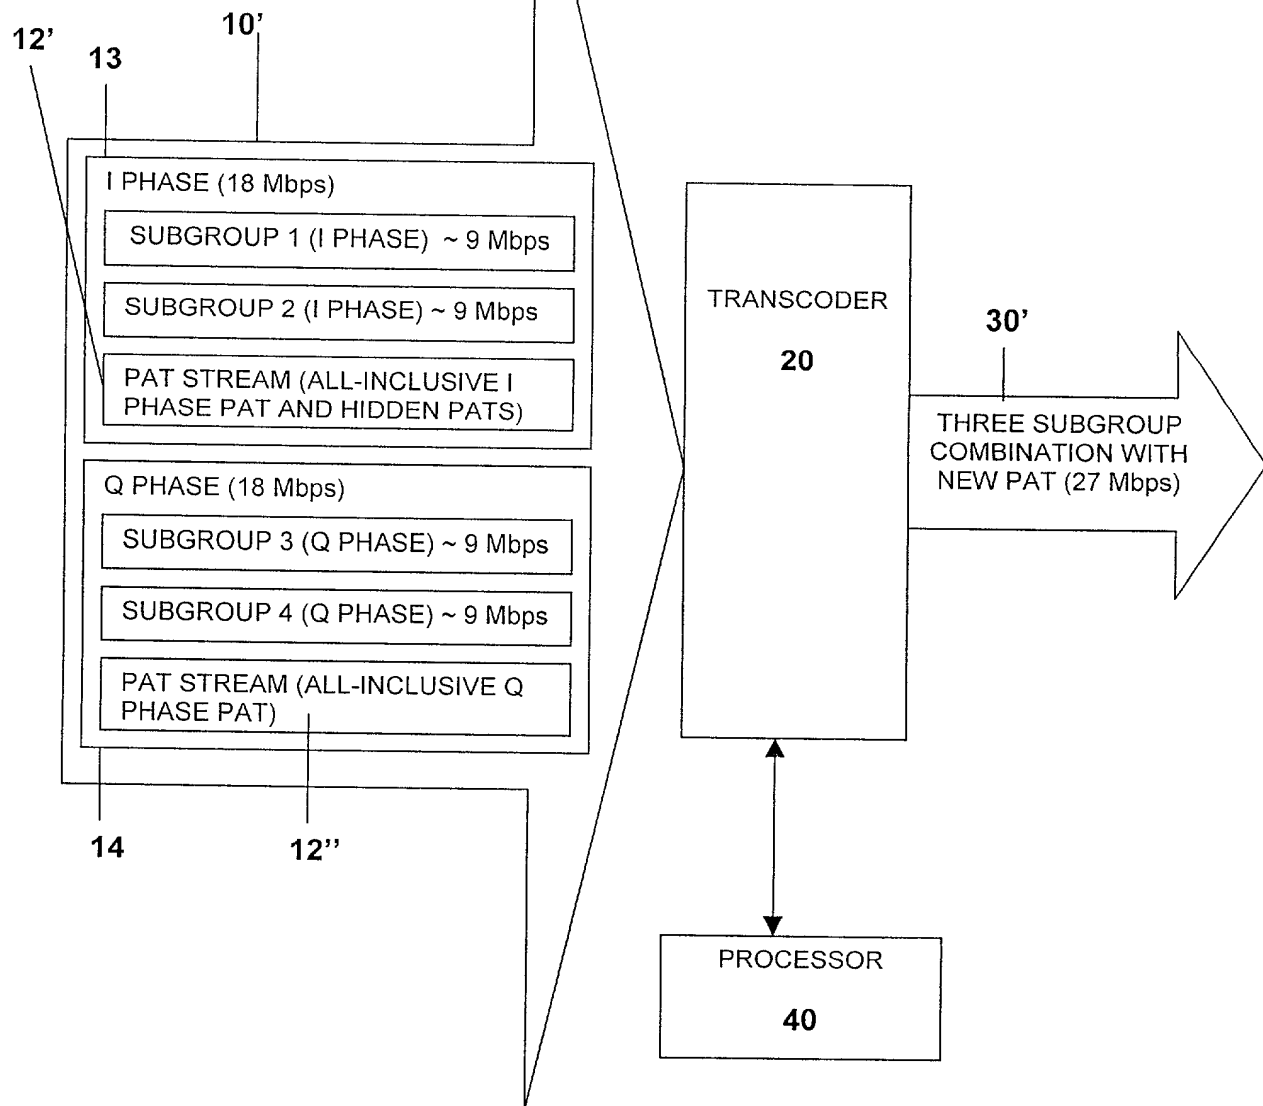 10’
12’
13
I PHASE (18 Mbps)
SUBGROUP 1 (I PHASE) ~ 9 Mbps
SUBGROUP 2 (I PHASE) ~ 9 Mbps
PAT STREAM (ALL-INCLUSIVE I
PHASE PAT AND HIDDEN PATS)
Q PHASE (18 Mbps)
SUBGROUP 3 (Q PHASE) ~ 9 Mbps
SUBGROUP 4 (Q PHASE) ~ 9 Mbps
PAT STREAM (ALL-INCLUSIVE Q
PHASE PAT)
14
12’’
TRANSCODER
20
30’
THREE SUBGROUP
COMBINATION WITH
NEW PAT (27 Mbps)
PROCESSOR
40